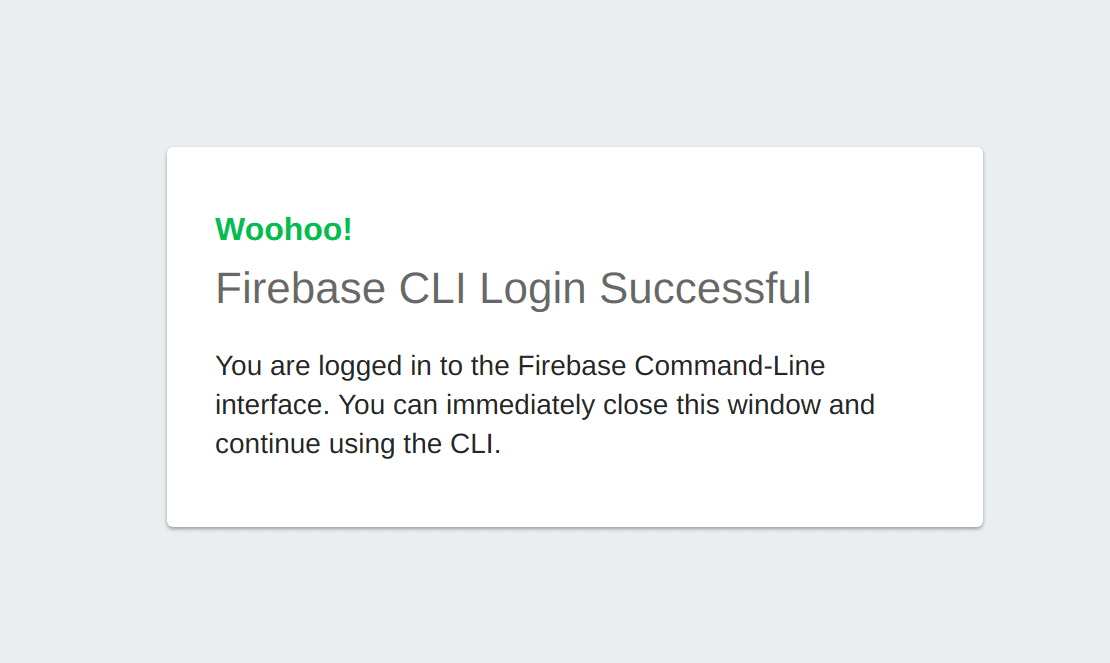 Woohoo!
Firebase CLI Login Successful
You are logged in to the Firebase Command-Line
interface. You can immediately close this window and
continue using the CLI.